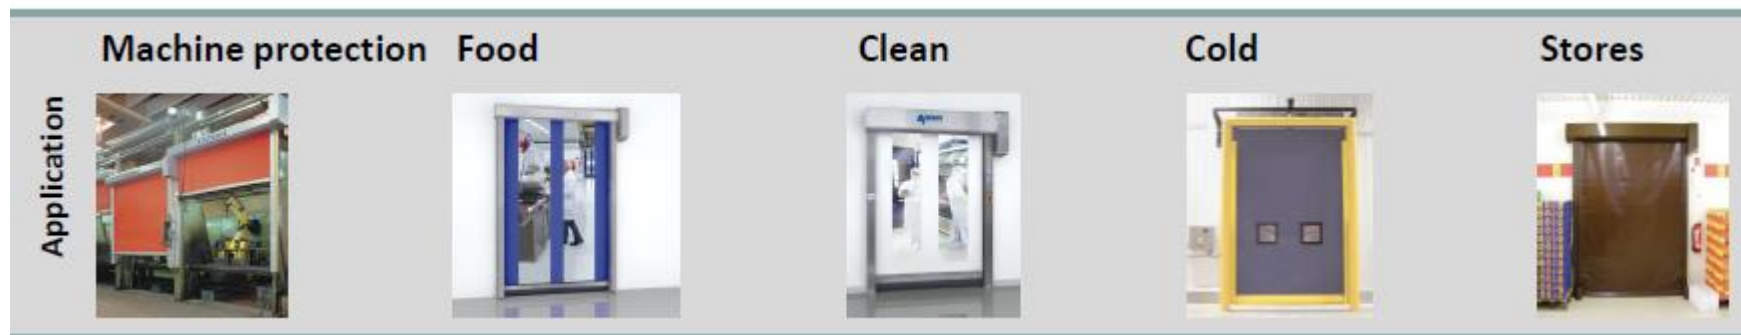 Machine protection
Food
Clean
Cold
Stores
Application